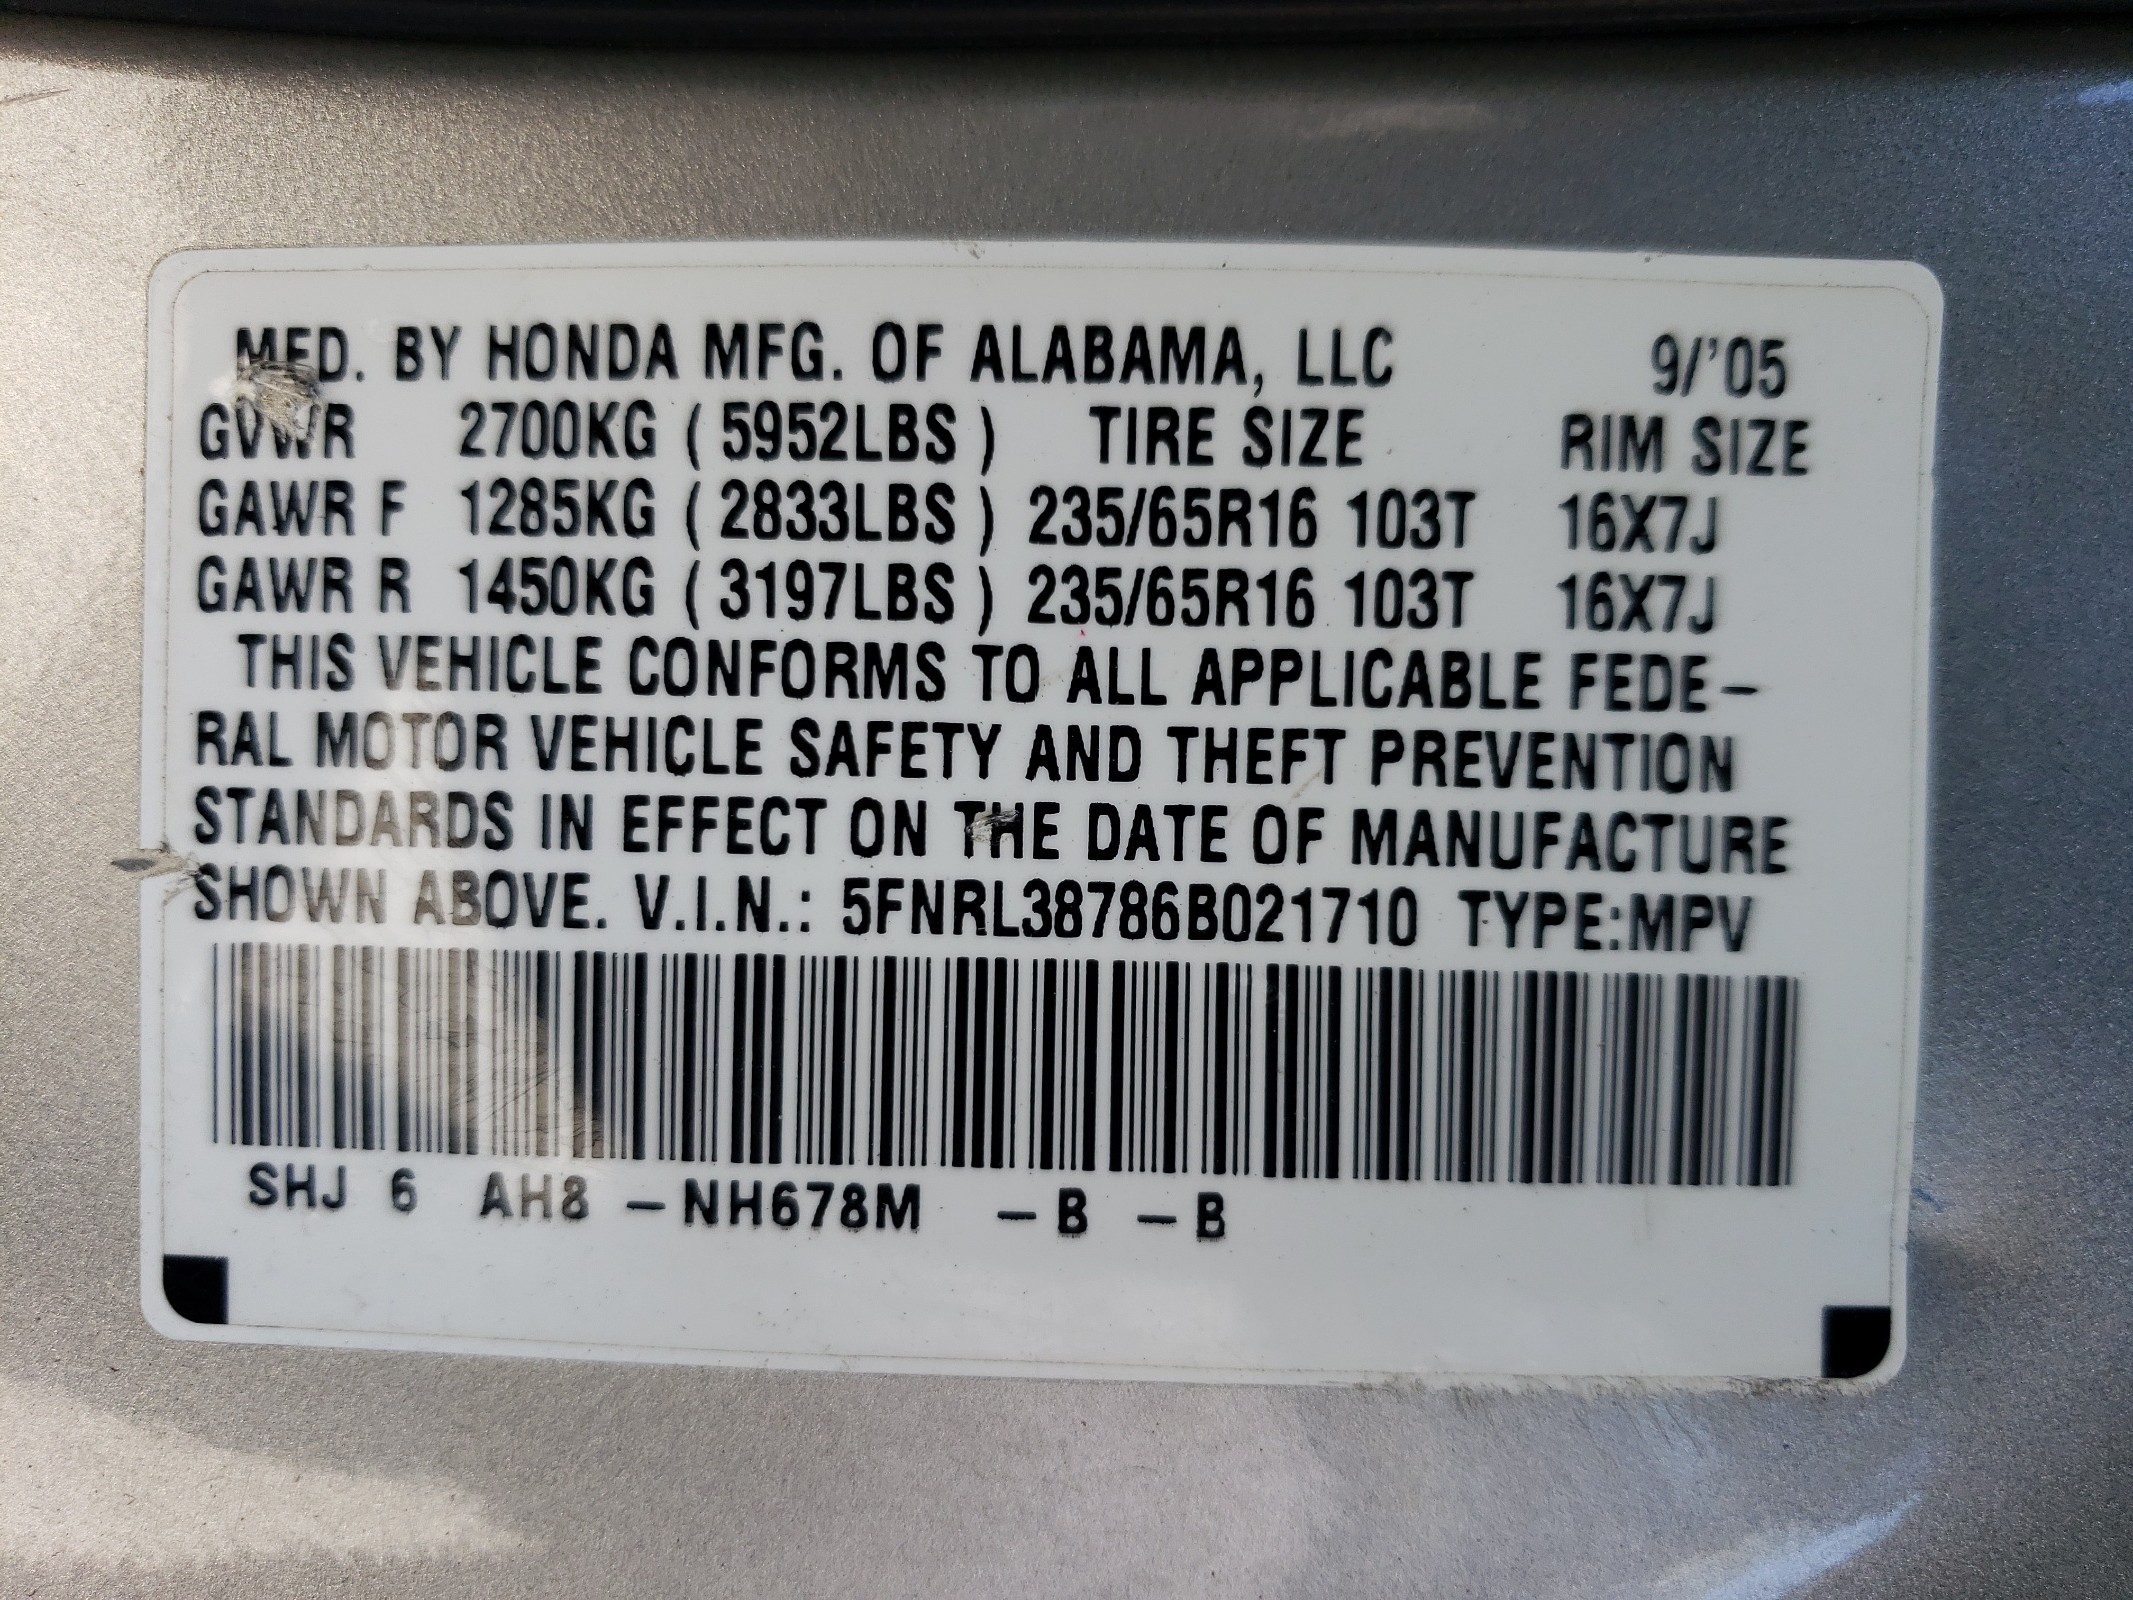 MFD. BY HONDA MFG. OF ALABAMA, LLC 9/'05
GVWR 2700KG ( 5952LBS ) TIRE SIZE RIM SIZE
GAWR F 1285KG ( 2833LBS ) 235/65R16 103T 16X7J
GAWR R 1450KG ( 3197LBS ) 235/65R16 103T 16X7J
THIS VEHICLE CONFORMS TO ALL APPLICABLE FEDE-
RAL MOTOR VEHICLE SAFETY AND THEFT PREVENTION
STANDARDS IN EFFECT ON THE DATE OF MANUFACTURE
SHOWN ABOVE. V.I.N.: 5FNRL38786B021710 TYPE:MPV
SHJ 6 AH8 -NH678M -B -B